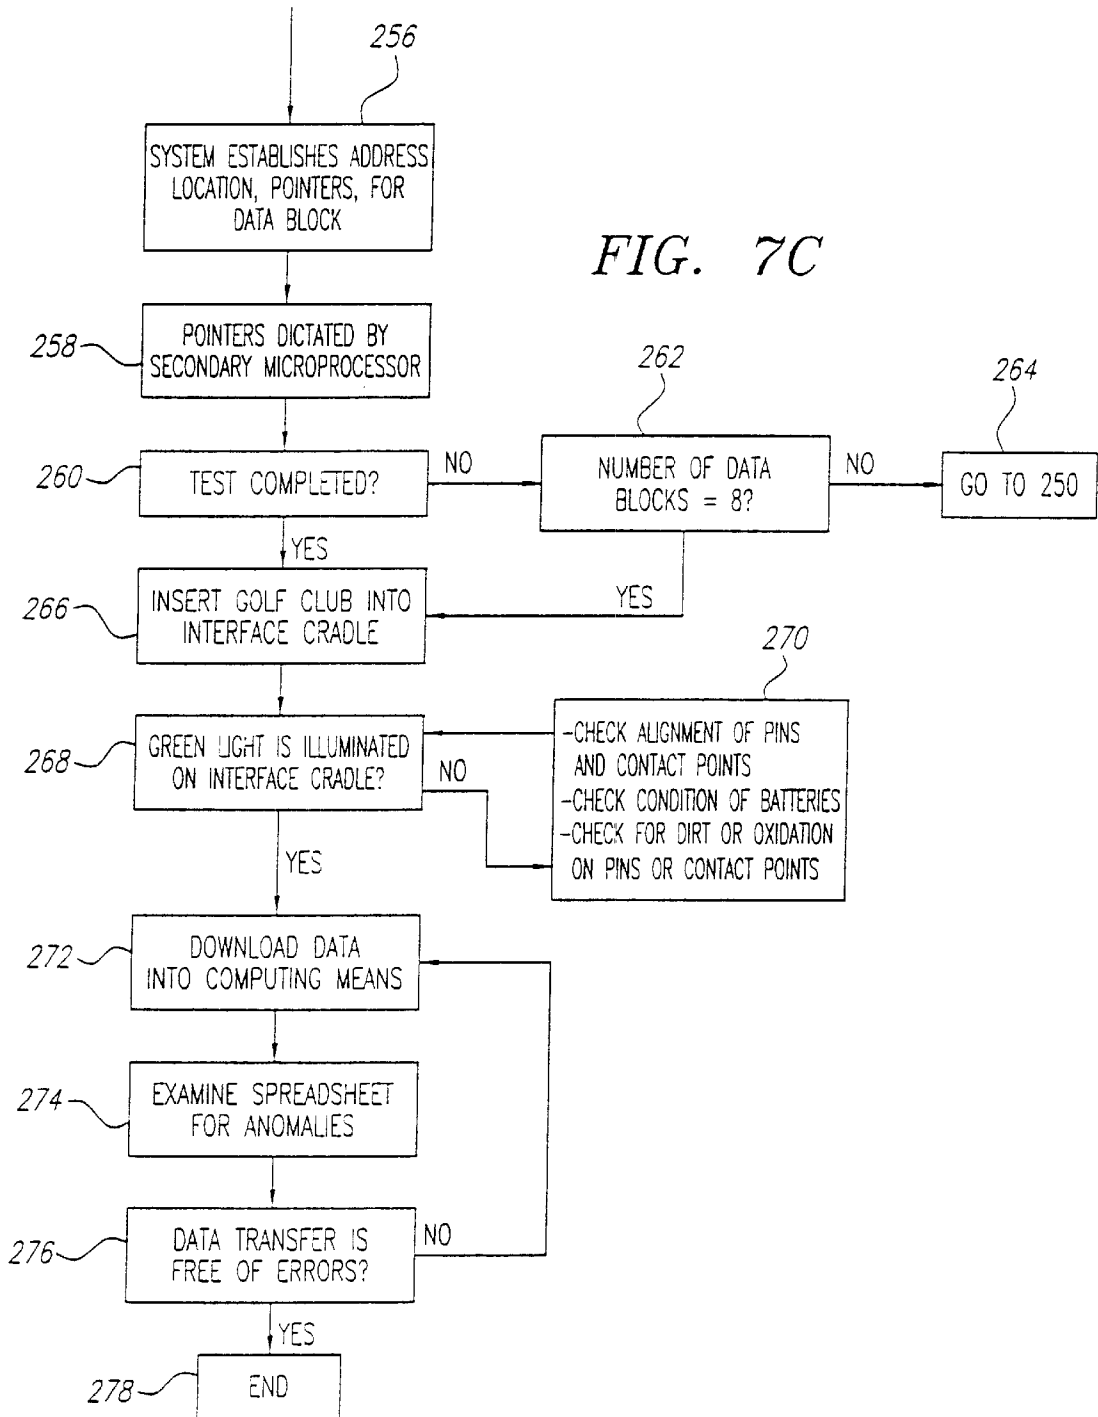 256
SYSTEM ESTABLISHES ADDRESS
LOCATION, POINTERS, FOR
DATA BLOCK
FIG. 7C
258
POINTERS DICTATED BY
SECONDARY MICROPROCESSOR
262
264
260
TEST COMPLETED?
NO
NUMBER OF DATA
BLOCKS = 8?
NO
GO TO 250
YES
YES
266
INSERT GOLF CLUB INTO
INTERFACE CRADLE
270
268
GREEN LIGHT IS ILLUMINATED
ON INTERFACE CRADLE?
NO
-CHECK ALIGNMENT OF PINS
AND CONTACT POINTS
-CHECK CONDITION OF BATTERIES
-CHECK FOR DIRT OR OXIDATION
ON PINS OR CONTACT POINTS
YES
272
DOWNLOAD DATA
INTO COMPUTING MEANS
274
EXAMINE SPREADSHEET
FOR ANOMALIES
276
DATA TRANSFER IS
FREE OF ERRORS?
NO
YES
278
END